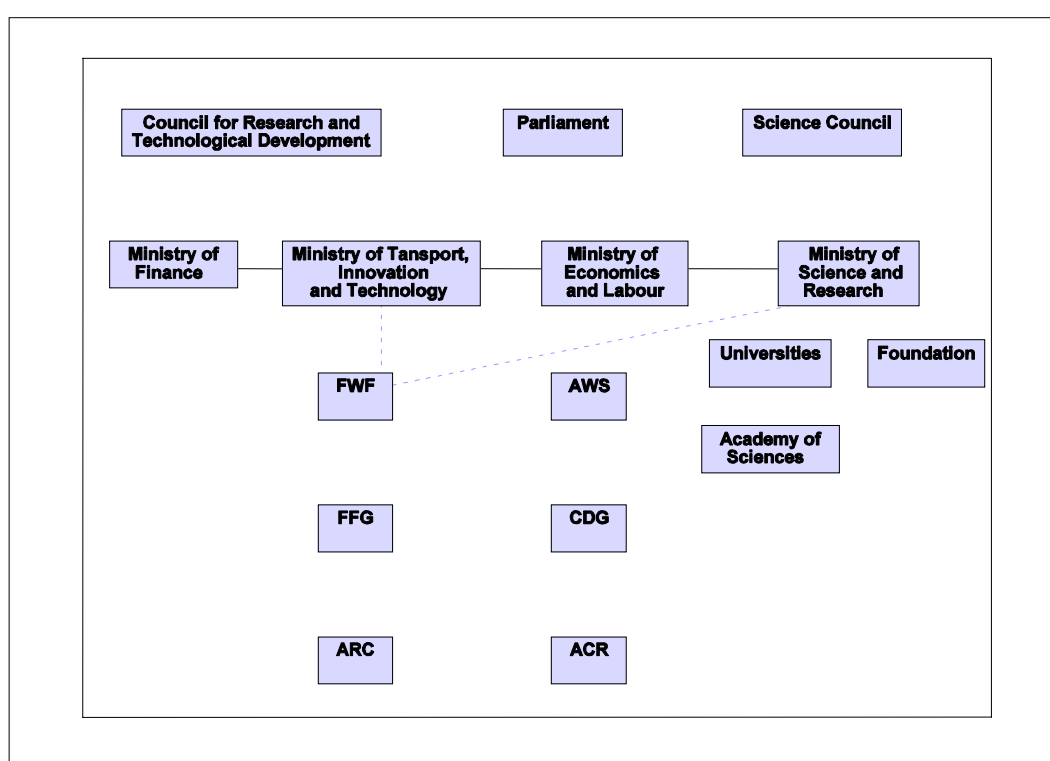 Council for Research and
Technological Development
Parliament
Science Council
Ministry of
Finance
Ministry of Tansport,
Innovation
and Technology
Ministry of
Economics
and Labour
Ministry of
Science and
Research
Universities
Foundation
FWF
AWS
Academy of
Sciences
FFG
CDG
ARC
ACR